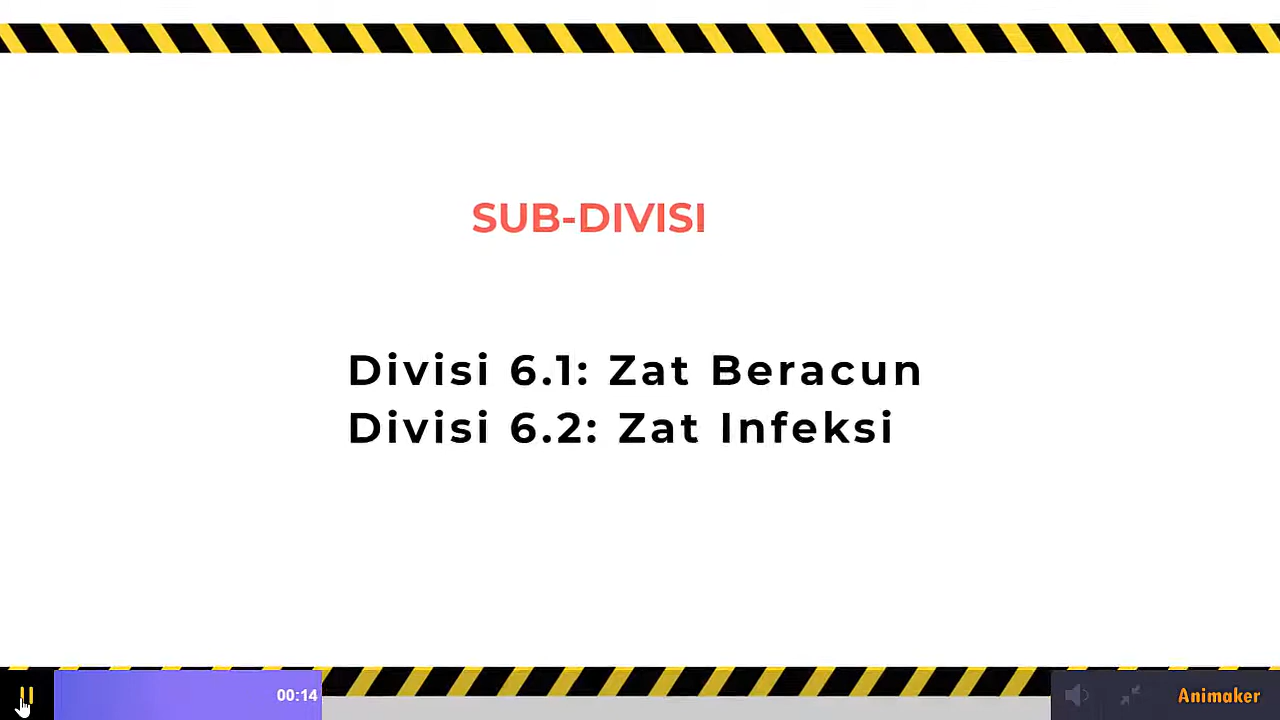 SUB-DIVISI
Divisi 6.1: Zat Beracun
Divisi 6.2: Zat Infeksi
00:14
Animaker